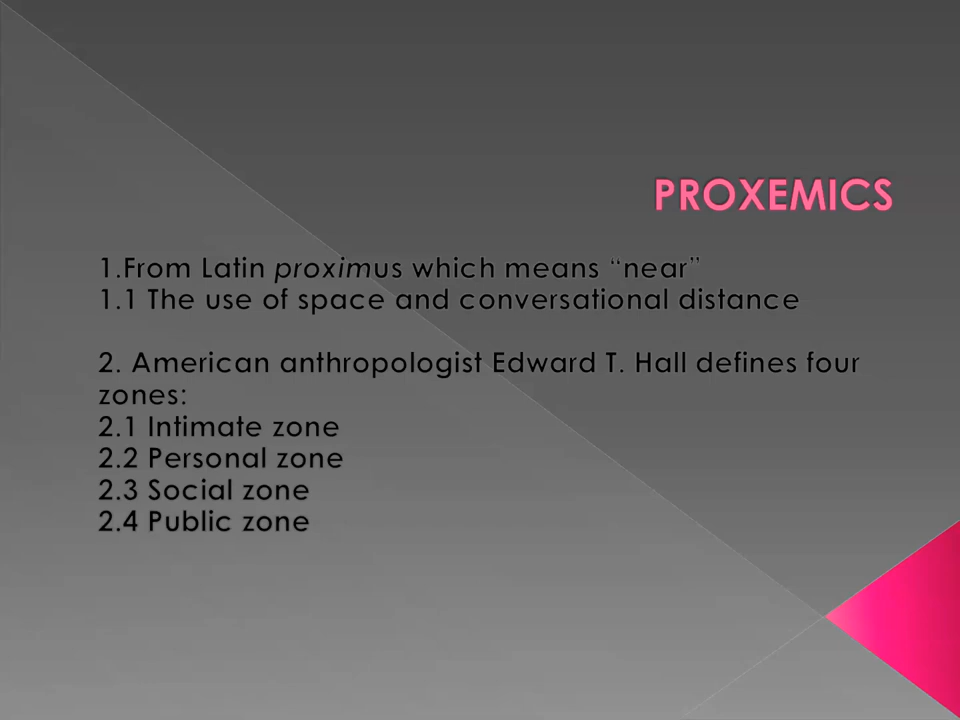 PROXEMICS
1.From Latin proximus which means “near”
1.1 The use of space and conversational distance
2. American anthropologist Edward T. Hall defines four
zones:
2.1 Intimate zone
2.2 Personal zone
2.3 Social zone
2.4 Public zone